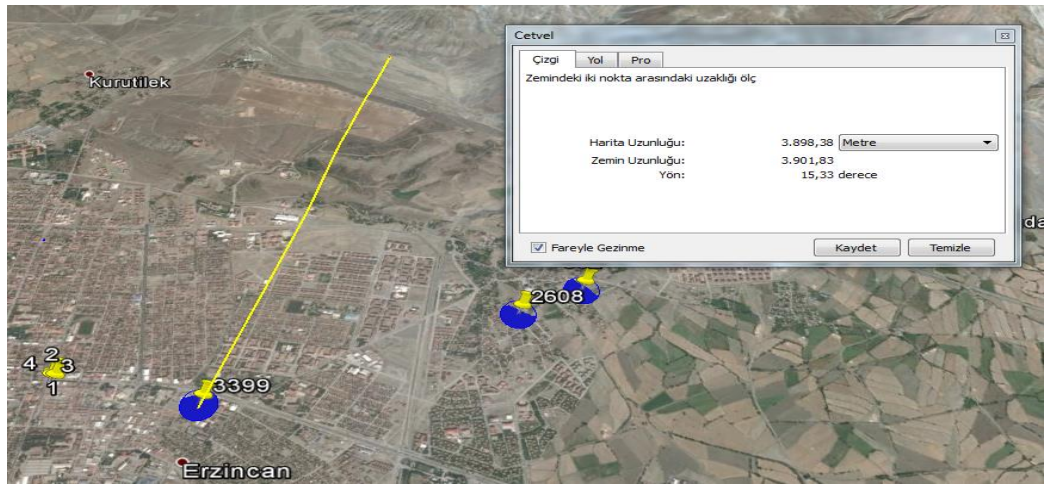 Cetvel
Çizgi Yol Pro
Zemindeki iki nokta arasındaki uzaklığı ölç
Harita Uzunluğu: 3.898,38 Metre
Zemin Uzunluğu: 3.901,83
Yön: 15,33 derece
Fareyle Gezinme Kaydet Temizle
Kurutilek
da
2608
2
4 3
1
3399
Erzincan